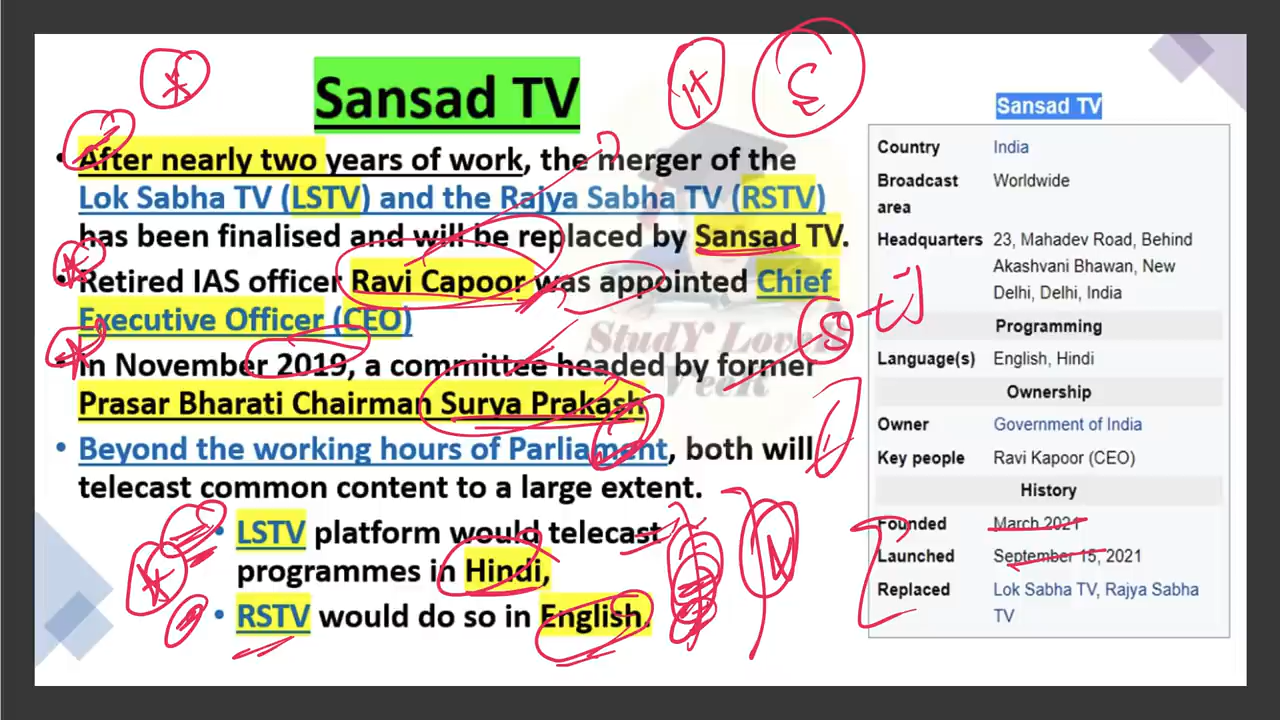 Sansad TV
• After nearly two years of work, the merger of the
Lok Sabha TV (LSTV) and the Rajya Sabha TV (RSTV)
has been finalised and will be replaced by Sansad TV.
• Retired IAS officer Ravi Capoor was appointed Chief
Executive Officer (CEO)
• In November 2019, a committee headed by former
Prasar Bharati Chairman Surya Prakash
• Beyond the working hours of Parliament, both will
telecast common content to a large extent.
• LSTV platform would telecast
programmes in Hindi,
• RSTV would do so in English.
StudY LoveR
VeeR
Sansad TV
Country India
Broadcast area Worldwide
Headquarters 23, Mahadev Road, Behind
Akashvani Bhawan, New
Delhi, Delhi, India
Programming
Language(s) English, Hindi
Ownership
Owner Government of India
Key people Ravi Kapoor (CEO)
History
Founded March 2021
Launched September 15, 2021
Replaced Lok Sabha TV, Rajya Sabha
TV